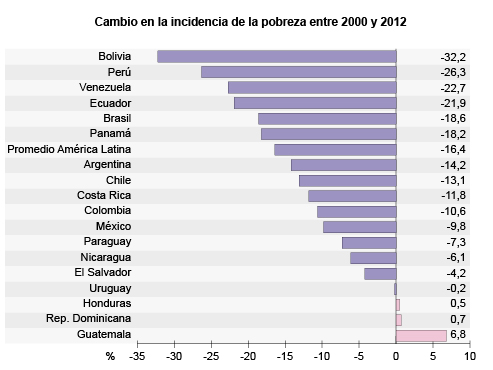 Cambio en la incidencia de la pobreza entre 2000 y 2012
Bolivia -32,2
Perú -26,3
Venezuela -22,7
Ecuador -21,9
Brasil -18,6
Panamá -18,2
Promedio América Latina -16,4
Argentina -14,2
Chile -13,1
Costa Rica -11,8
Colombia -10,6
México -9,8
Paraguay -7,3
Nicaragua -6,1
El Salvador -4,2
Uruguay -0,2
Honduras 0,5
Rep. Dominicana 0,7
Guatemala 6,8
% -35 -30 -25 -20 -15 -10 -5 0 5 10